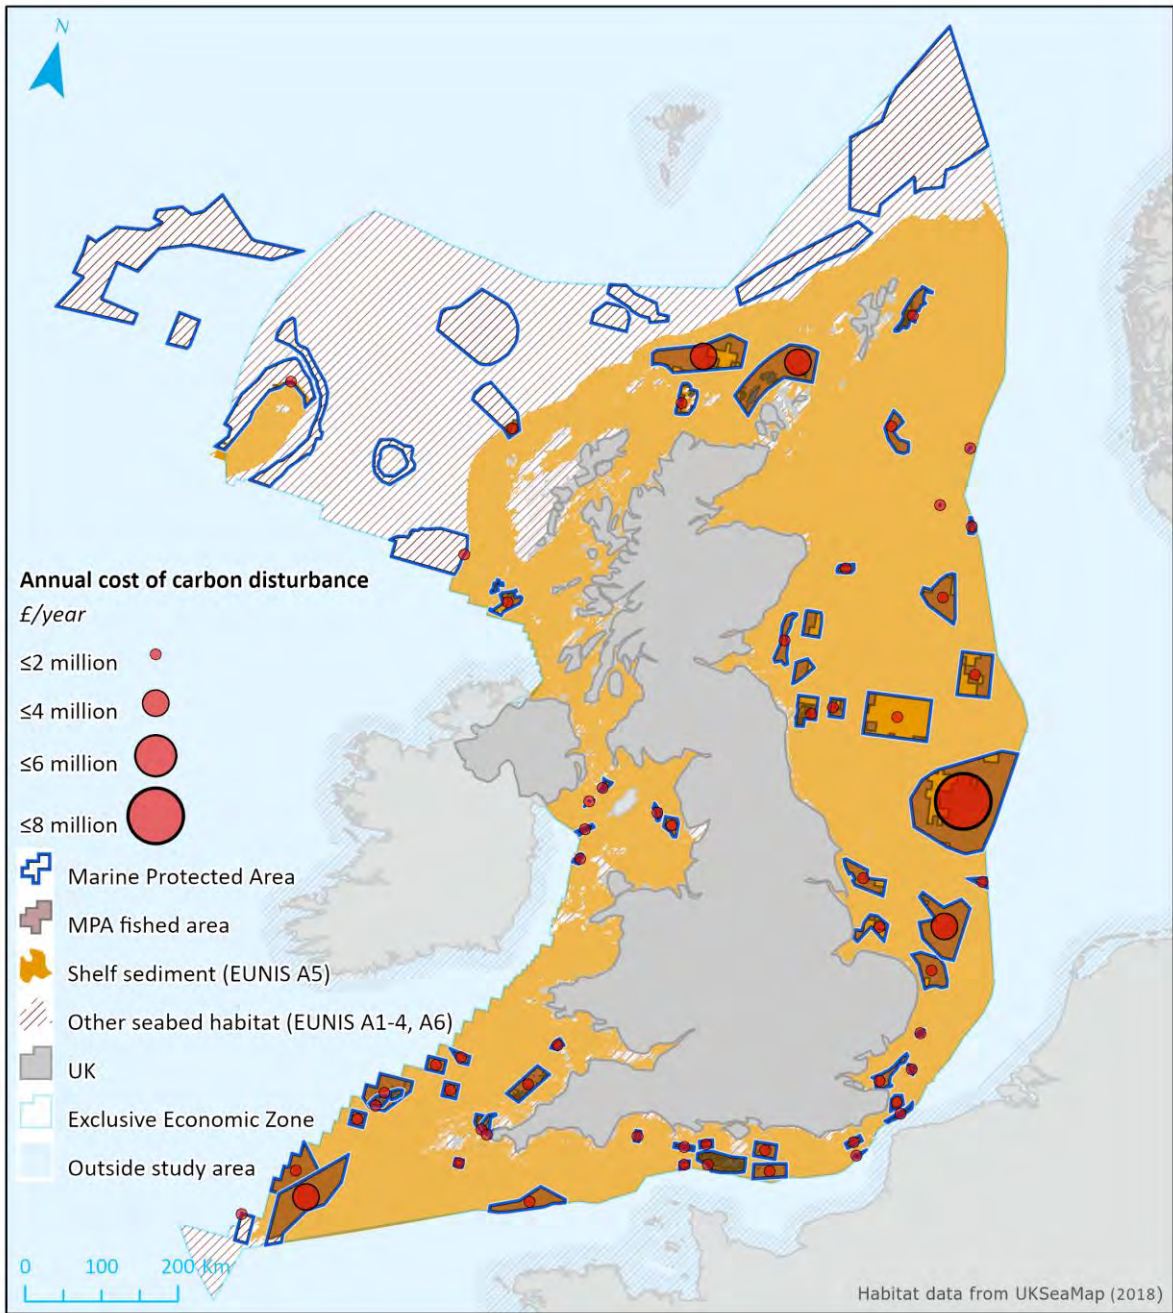 N
Annual cost of carbon disturbance
£/year
≤2 million
≤4 million
≤6 million
≤8 million
Marine Protected Area
MPA fished area
Shelf sediment (EUNIS A5)
Other seabed habitat (EUNIS A1-4, A6)
UK
Exclusive Economic Zone
Outside study area
0 100 200 Km
Habitat data from UKSeaMap (2018)